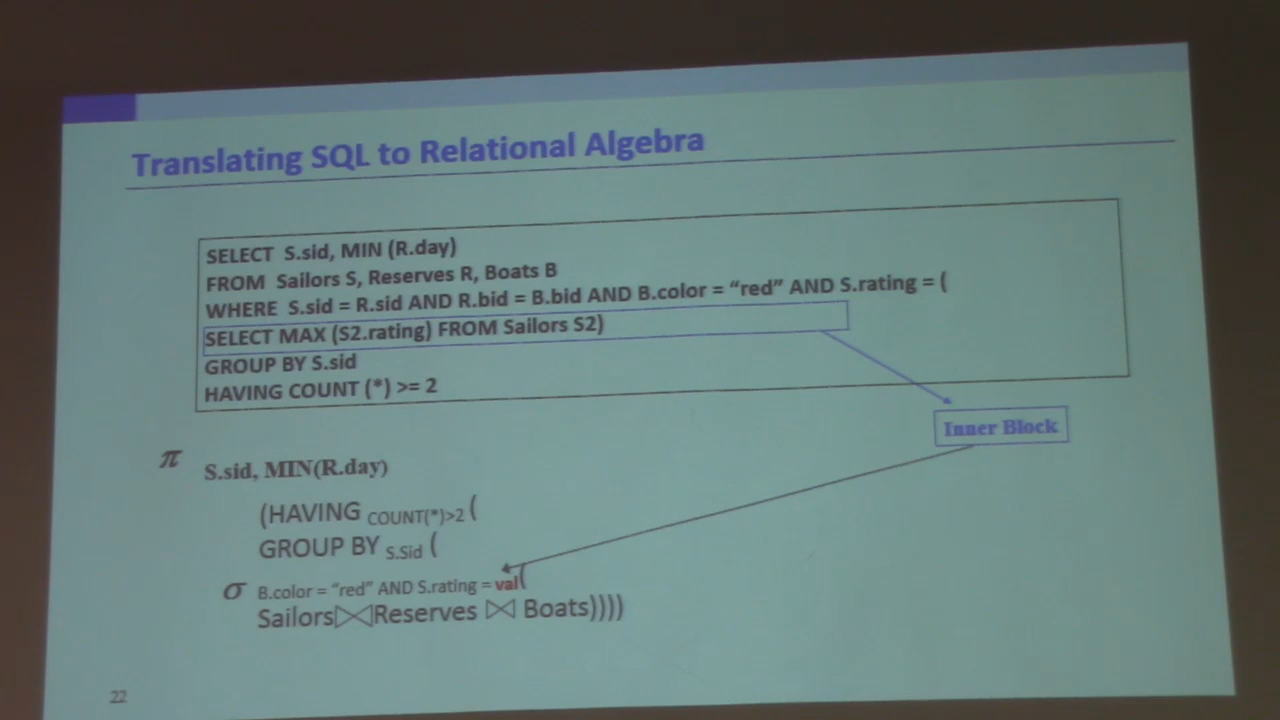 Translating SQL to Relational Algebra
SELECT S.sid, MIN (R.day)
FROM Sailors S, Reserves R, Boats B
WHERE S.sid = R.sid AND R.bid = B.bid AND B.color = “red” AND S.rating = (
SELECT MAX (S2.rating) FROM Sailors S2)
GROUP BY S.sid
HAVING COUNT (*) >= 2
Inner Block
π S.sid, MIN(R.day)
(HAVING COUNT(*)>2 (
GROUP BY S.Sid (
σ B.color = “red” AND S.rating = val(
Sailors⋈Reserves ⋈ Boats))))
22